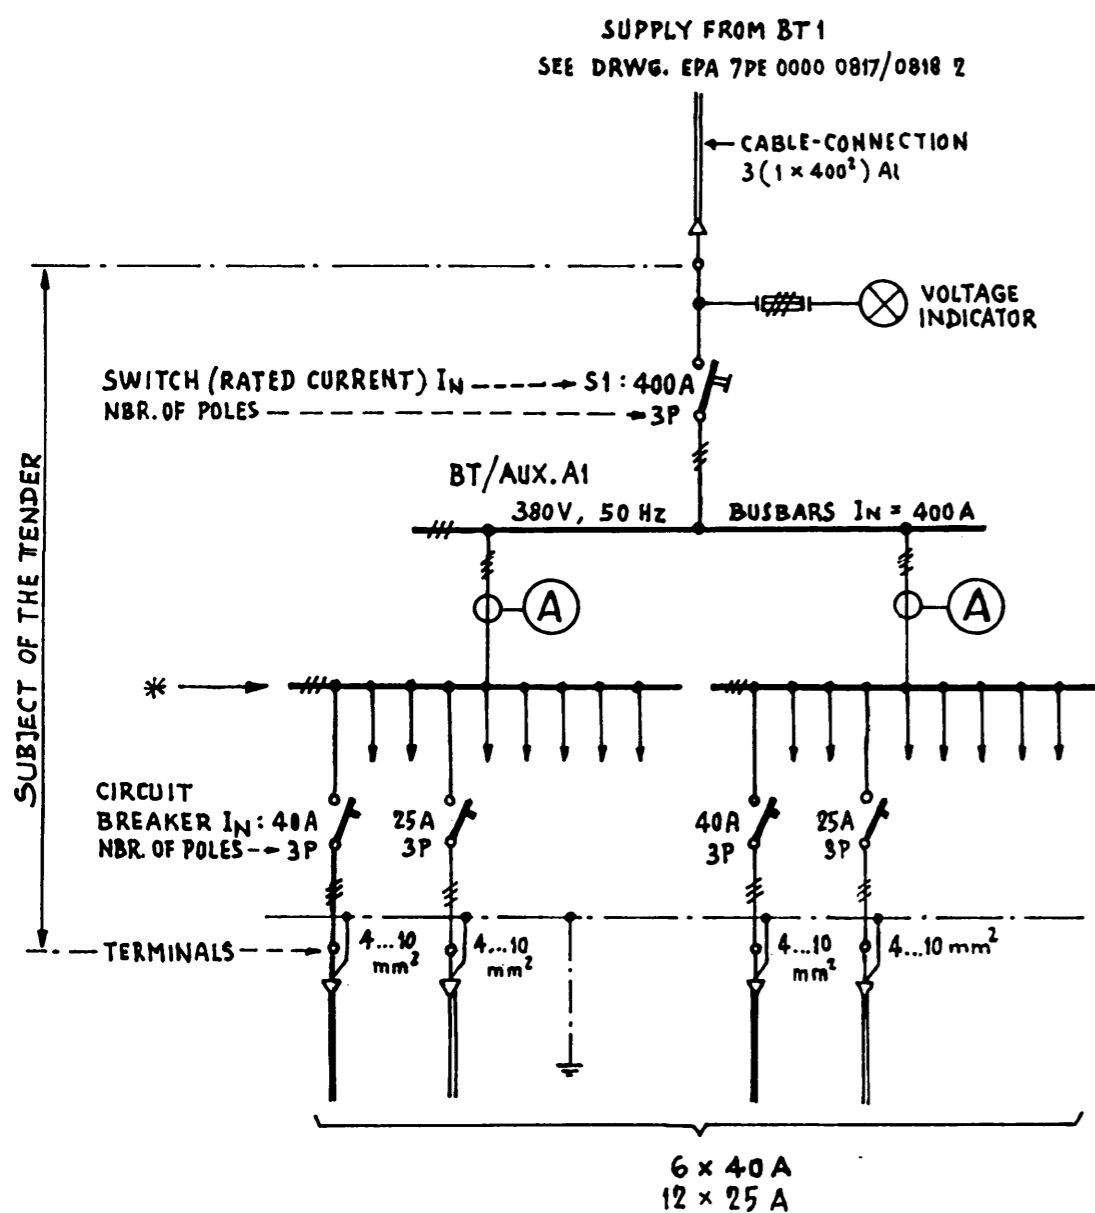 SUPPLY FROM BT1
SEE DRWG. EPA 7PE 0000 0817/0818 2
CABLE-CONNECTION
3(1 × 400²) Al
VOLTAGE
INDICATOR
SWITCH (RATED CURRENT) IN S1 : 400A
NBR. OF POLES 3P
BT/AUX. A1
380V, 50 Hz BUSBARS IN = 400A
A A
SUBJECT OF THE TENDER
*
CIRCUIT
BREAKER IN : 40A 25A 40A 25A
NBR. OF POLES 3P 3P 3P 3P
TERMINALS 4...10 4...10 4...10 4...10 mm²
mm² mm² mm²
6 × 40 A
12 × 25 A